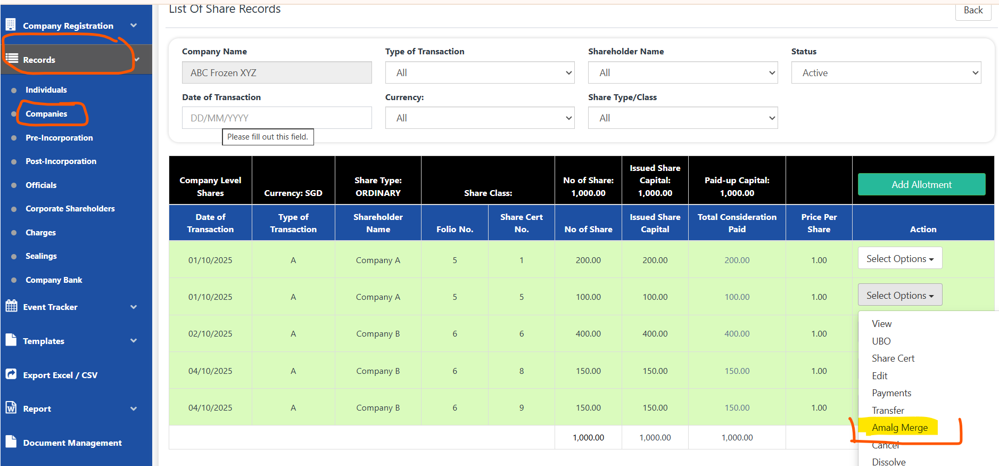 List Of Share Records
Back
Company Registration
Records
Individuals
Companies
Pre-Incorporation
Post-Incorporation
Officials
Corporate Shareholders
Charges
Sealings
Company Bank
Event Tracker
Templates
Export Excel / CSV
Report
Document Management
Company Name
Type of Transaction
Shareholder Name
Status
ABC Frozen XYZ
All
All
Active
Date of Transaction
Currency:
Share Type/Class
DD/MM/YYYY
All
All
Please fill out this field.
Company Level Shares
Currency: SGD
Share Type: ORDINARY
Share Class:
No of Share: 1,000.00
Issued Share Capital: 1,000.00
Paid-up Capital: 1,000.00
Add Allotment
Date of Transaction
Type of Transaction
Shareholder Name
Folio No.
Share Cert No.
No of Share
Issued Share Capital
Total Consideration Paid
Price Per Share
Action
01/10/2025 A Company A 5 1 200.00 200.00 200.00 1.00 Select Options
01/10/2025 A Company A 5 5 100.00 100.00 100.00 1.00 Select Options
02/10/2025 A Company B 6 6 400.00 400.00 400.00 1.00
04/10/2025 A Company B 6 8 150.00 150.00 150.00 1.00
04/10/2025 A Company B 6 9 150.00 150.00 150.00 1.00
1,000.00 1,000.00 1,000.00
View
UBO
Share Cert
Edit
Payments
Transfer
Amalg Merge
Cancel
Dissolve